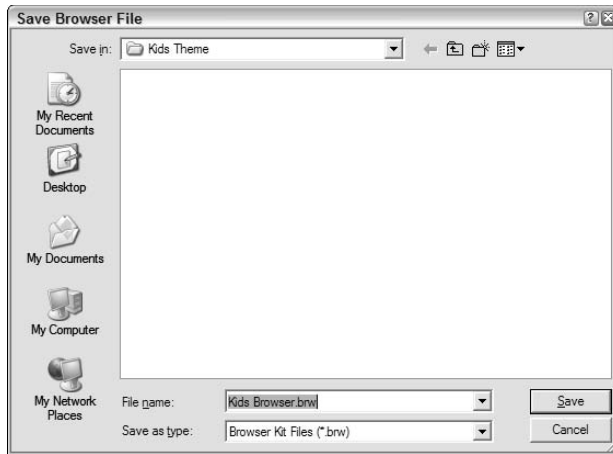 Save Browser File
Save in:
Kids Theme
My Recent
Documents
Desktop
My Documents
My Computer
My Network
Places
File name:
Kids Browser.brw
Save
Save as type:
Browser Kit Files (*.brw)
Cancel